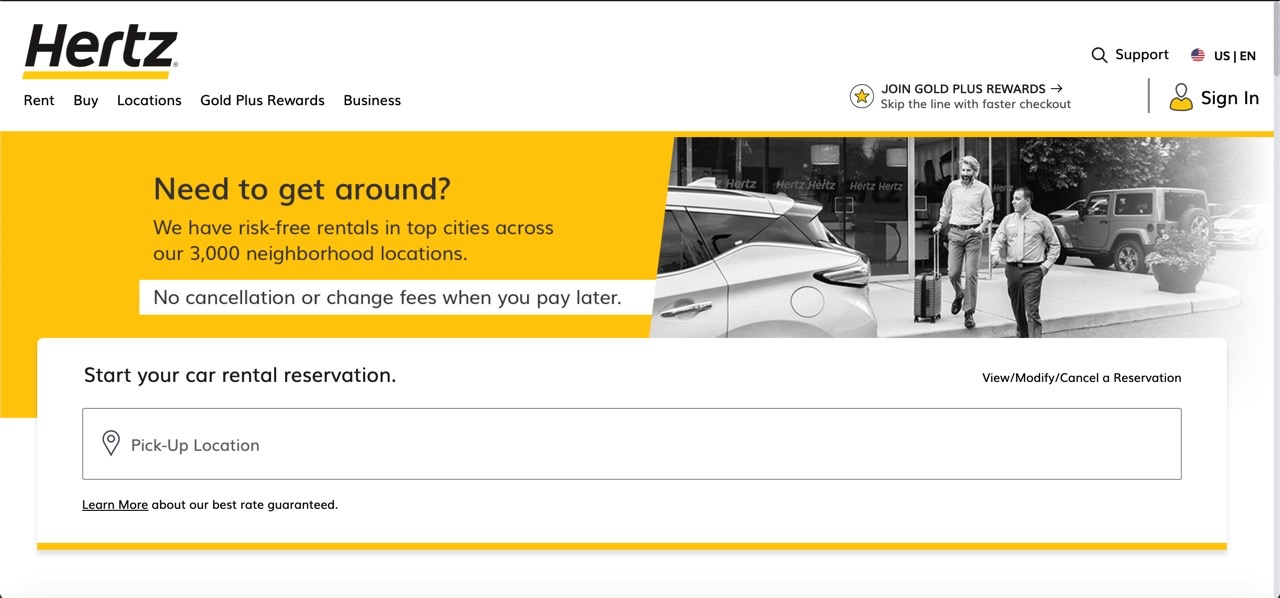 Hertz
Support
US | EN
Rent Buy Locations Gold Plus Rewards Business
JOIN GOLD PLUS REWARDS →
Skip the line with faster checkout
Sign In
Need to get around?
We have risk-free rentals in top cities across
our 3,000 neighborhood locations.
No cancellation or change fees when you pay later.
Hertz Hertz Hertz Hertz Hertz Hertz
Start your car rental reservation.
View/Modify/Cancel a Reservation
Pick-Up Location
Learn More about our best rate guaranteed.